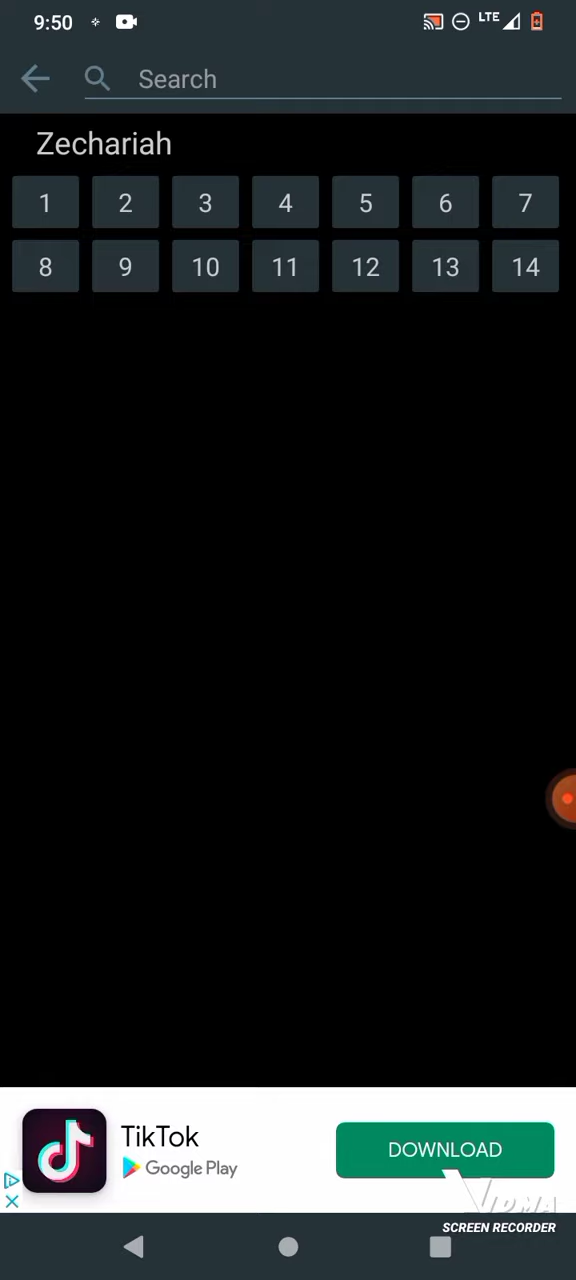 9:50 LTE
Search
Zechariah
1 2 3 4 5 6 7
8 9 10 11 12 13 14
TikTok
Google Play
DOWNLOAD
VIDMA
SCREEN RECORDER